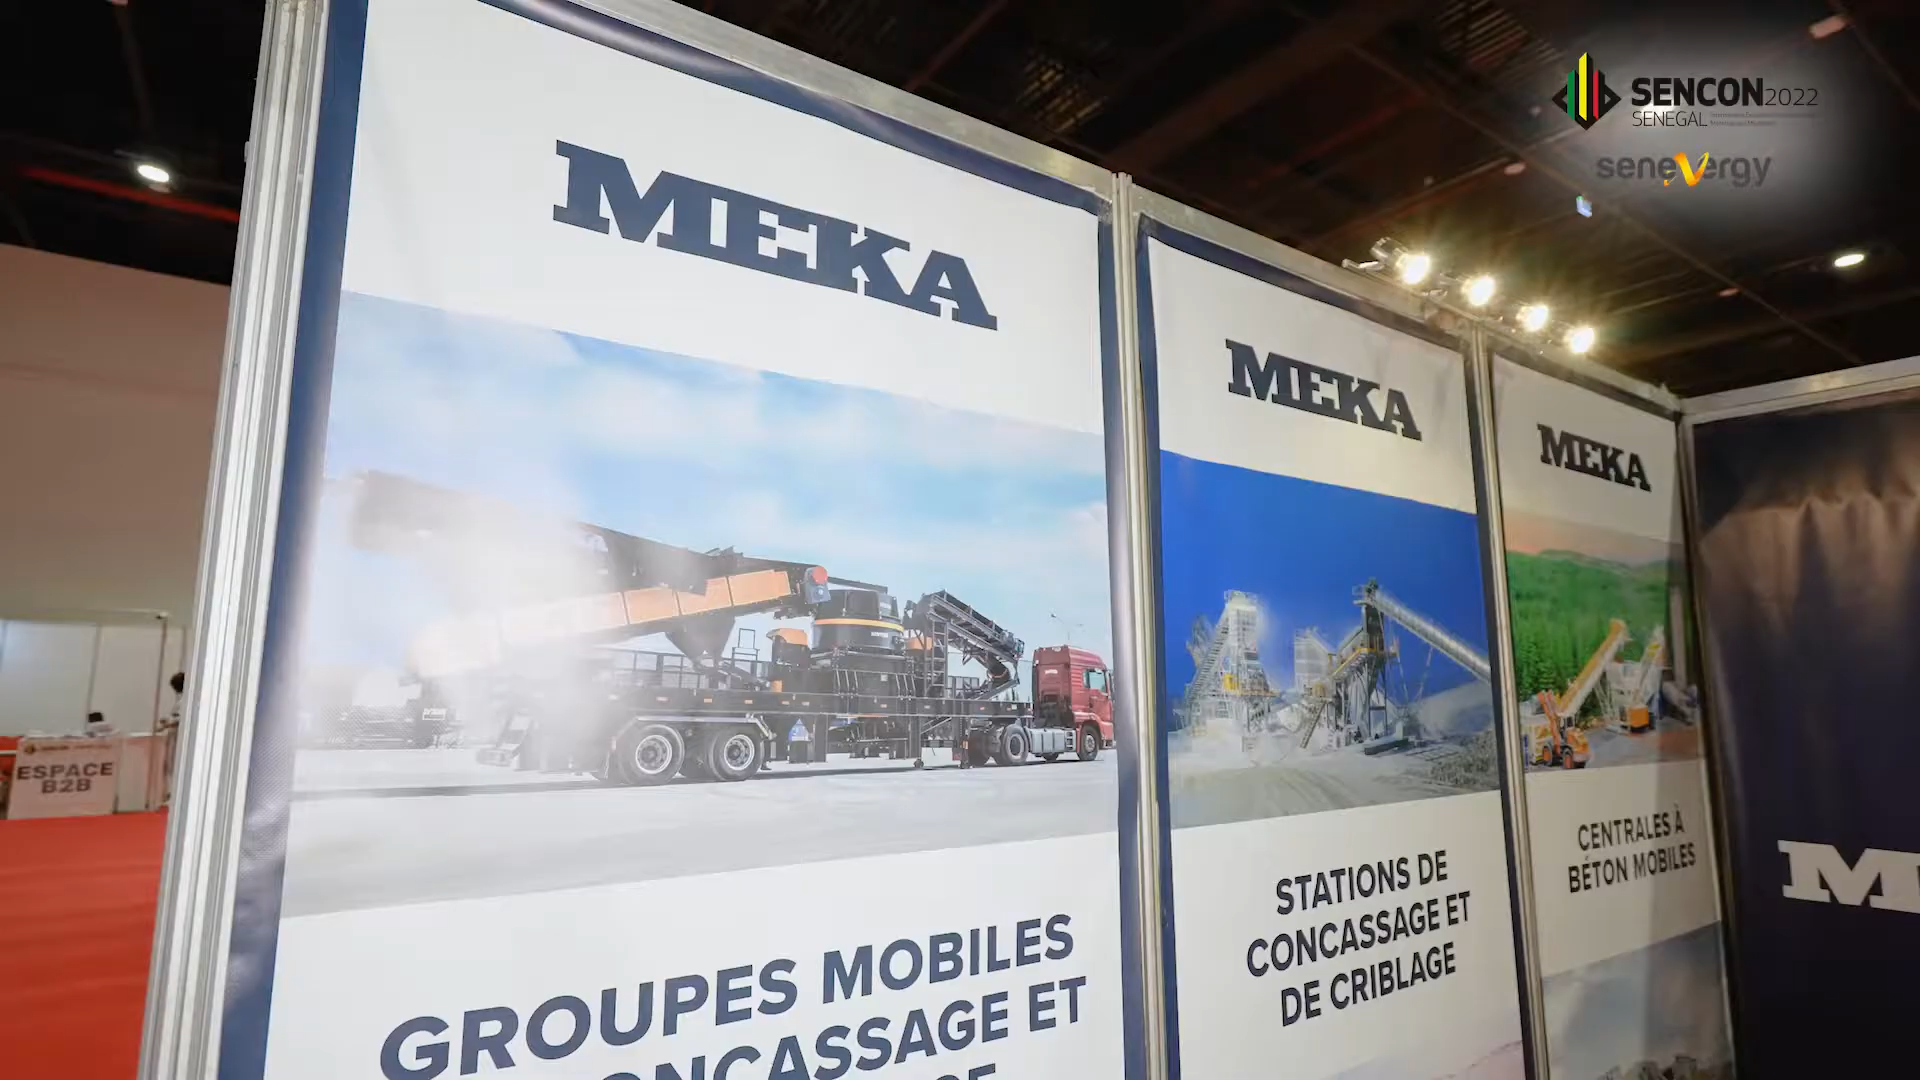 SENCON2022
SENEGAL
senevergy
MEKA
MEKA
MEKA
GROUPES MOBILES
CONCASSAGE ET
STATIONS DE
CONCASSAGE ET
DE CRIBLAGE
CENTRALES À
BÉTON MOBILES
ESPACE
B2B
M